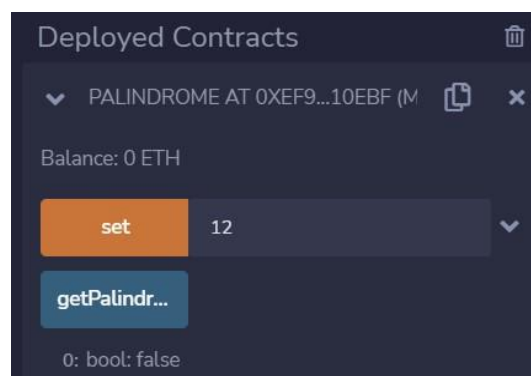 Deployed Contracts
PALINDROME AT 0XEF9...10EBF (M
Balance: 0 ETH
set 12
getPalindr...
0: bool: false